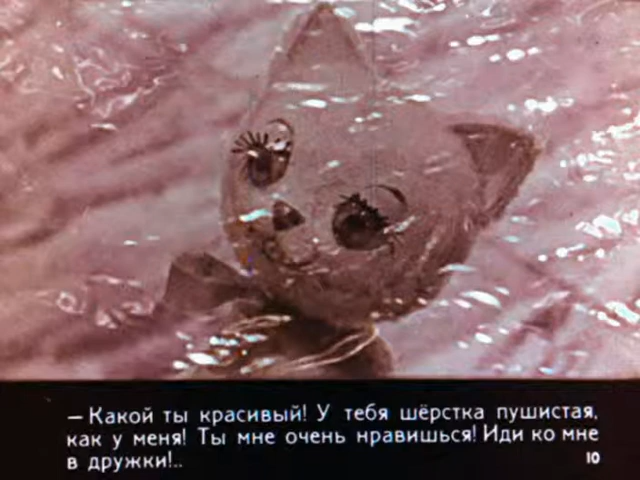 — Какой ты красивый! У тебя шёрстка пушистая,
как у меня! Ты мне очень нравишься! Иди ко мне
в дружки!..
10